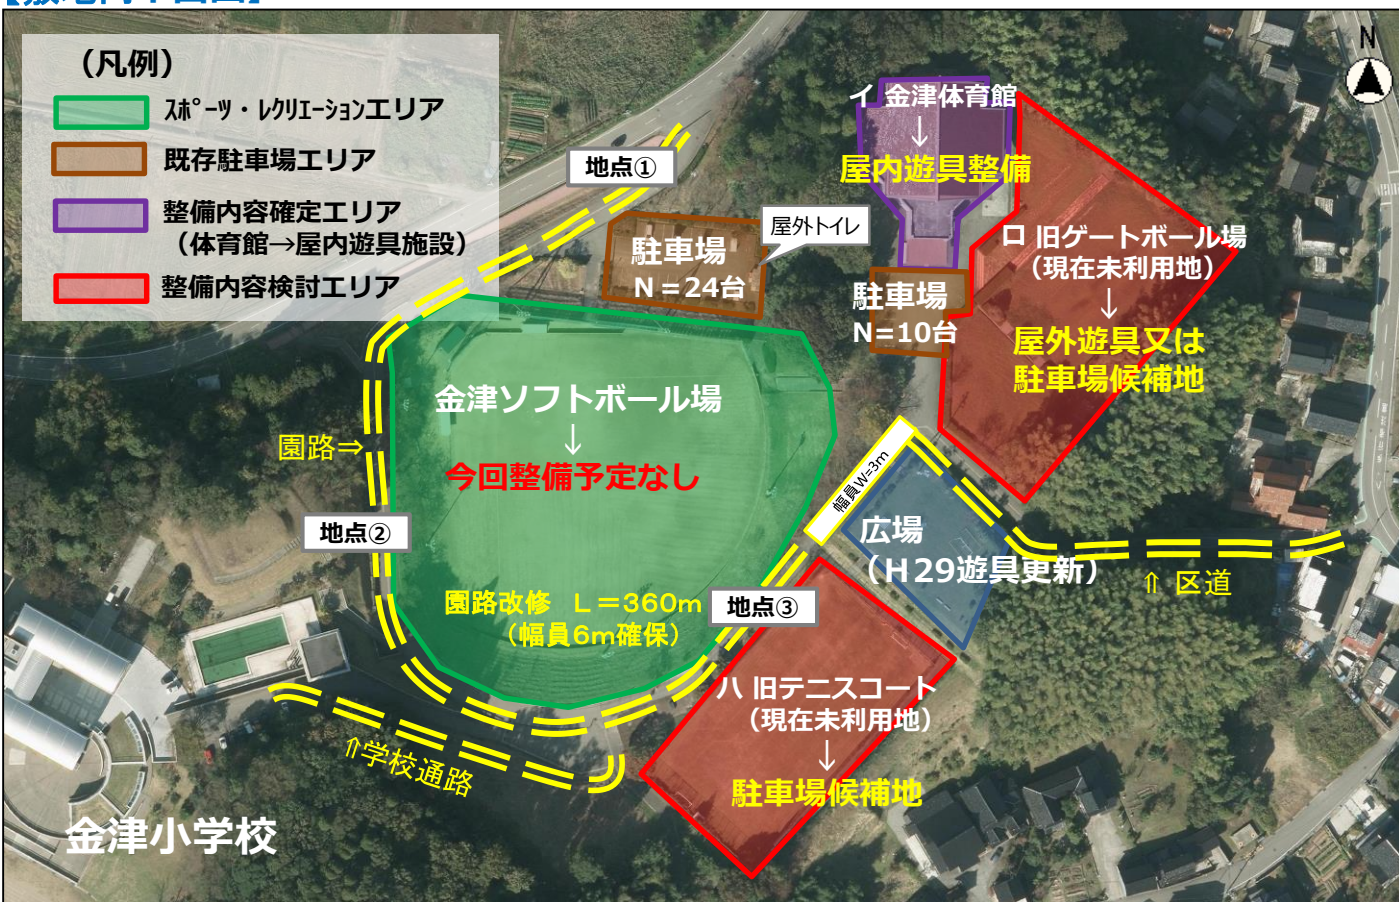 【敷地内平面図】
（凡例）
ｽﾎﾟｰﾂ・ﾚｸﾘｴｰｼｮﾝエリア
既存駐車場エリア
整備内容確定エリア
（体育館→屋内遊具施設）
整備内容検討エリア
N
地点①
イ 金津体育館
↓
屋内遊具整備
屋外トイレ
駐車場
N＝24台
ロ 旧ゲートボール場
（現在未利用地）
↓
屋外遊具又は
駐車場候補地
駐車場
N=10台
金津ソフトボール場
↓
今回整備予定なし
園路⇒
地点②
幅員W=3m
広場
（H29遊具更新）
⇑ 区道
園路改修 L＝360m
（幅員6m確保）
地点③
ハ 旧テニスコート
（現在未利用地）
↓
駐車場候補地
⇑学校通路
金津小学校